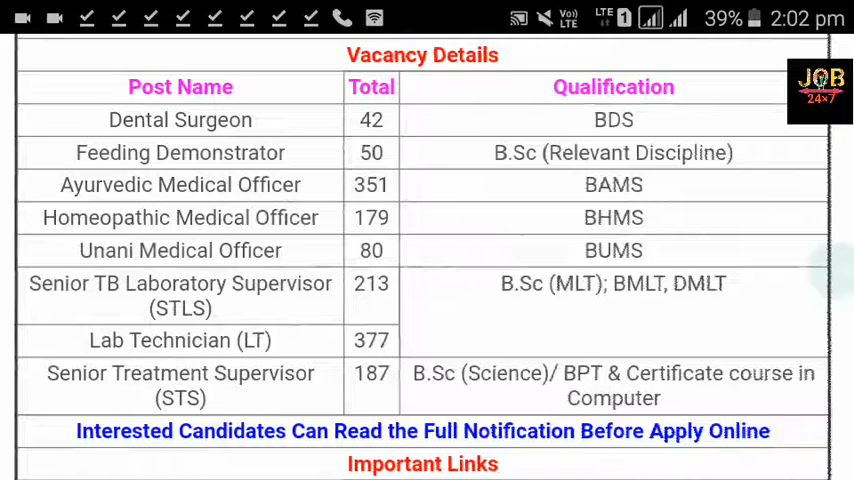 LTE 1 39% 2:02 pm
Vacancy Details
Post Name Total Qualification
JOB
24×7
Dental Surgeon 42 BDS
Feeding Demonstrator 50 B.Sc (Relevant Discipline)
Ayurvedic Medical Officer 351 BAMS
Homeopathic Medical Officer 179 BHMS
Unani Medical Officer 80 BUMS
Senior TB Laboratory Supervisor 213 B.Sc (MLT); BMLT, DMLT
(STLS)
Lab Technician (LT) 377
Senior Treatment Supervisor 187 B.Sc (Science)/ BPT & Certificate course in
(STS) Computer
Interested Candidates Can Read the Full Notification Before Apply Online
Important Links